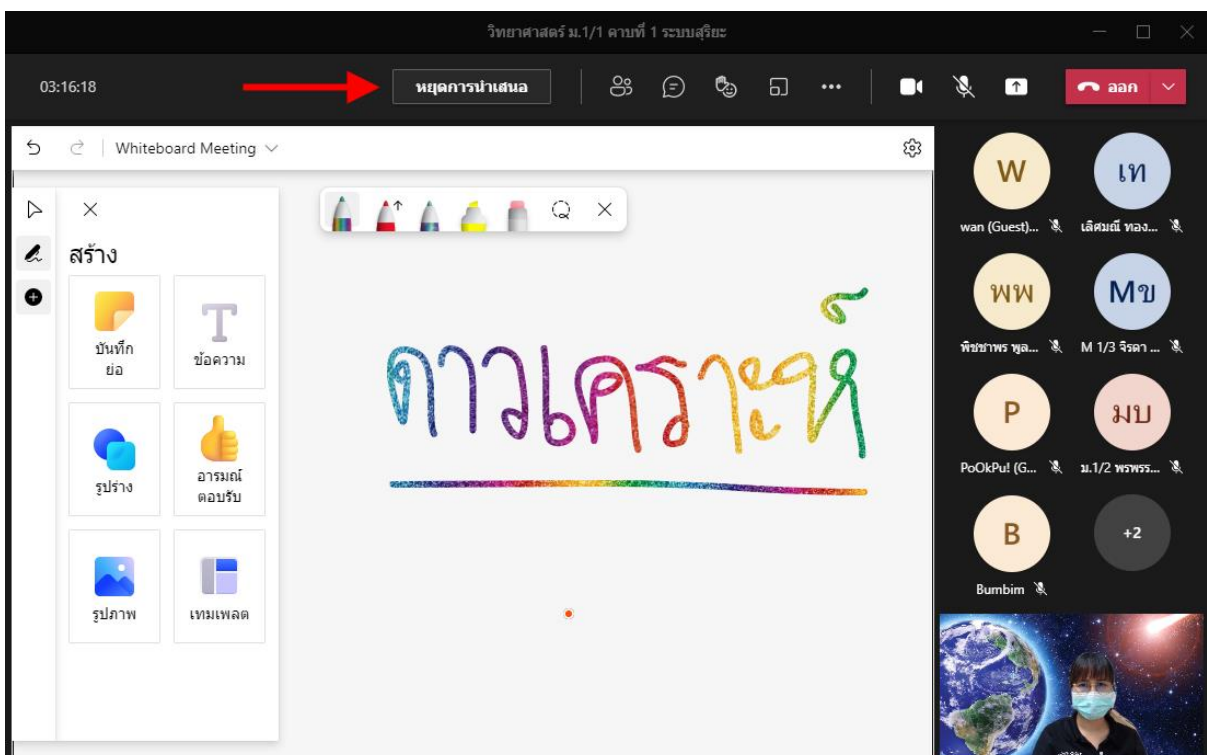 วิทยาศาสตร์ ม.1/1 คาบที่ 1 ระบบสุริยะ
03:16:18
หยุดการนำเสนอ
ออก
Whiteboard Meeting
สร้าง
บันทึก
ย่อ
ข้อความ
รูปร่าง
อารมณ์
ตอบรับ
รูปภาพ
เทมเพลต
ดาวเคราะห์
W
เท
wan (Guest)...
เลิศมณี ทอง...
พพ
Mข
พิชชาพร พูล...
M 1/3 จิรดา ...
P
มบ
PoOkPu! (G...
ม.1/2 พรพรร...
B
+2
Bumbim